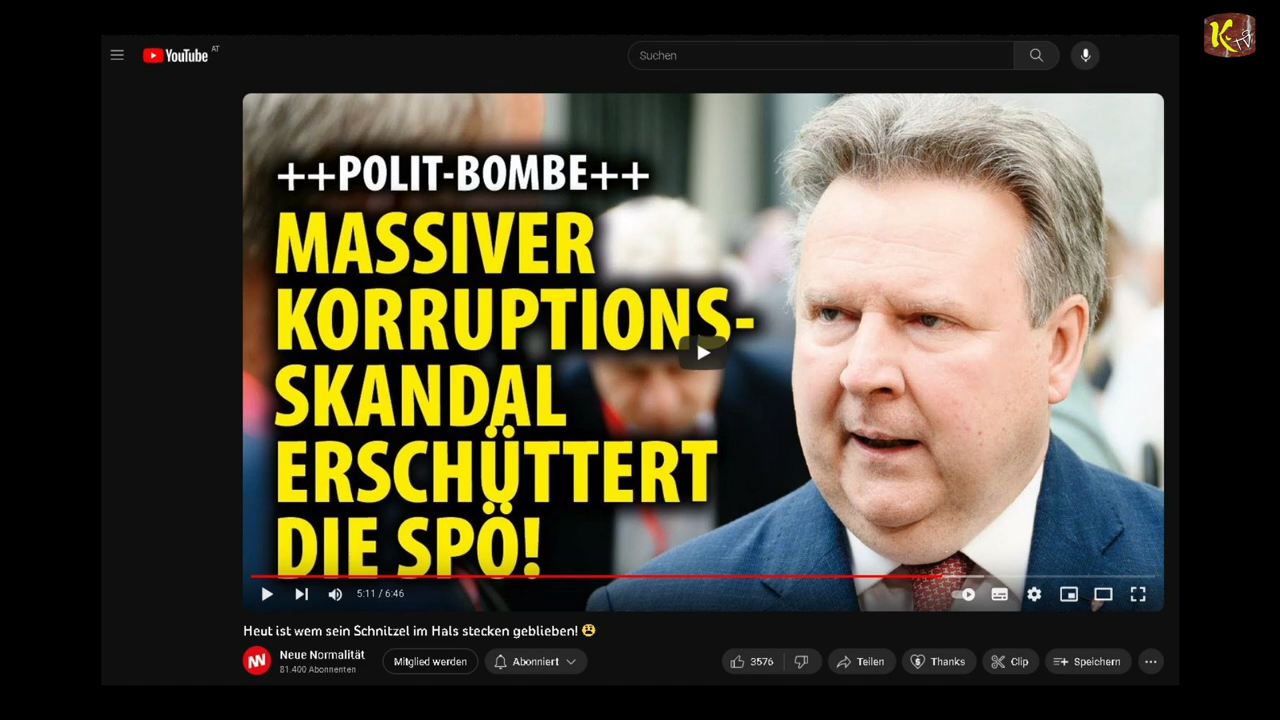 K TV
YouTube AT
Suchen
++POLIT-BOMBE++
MASSIVER
KORRUPTIONS-
SKANDAL
ERSCHÜTTERT
DIE SPÖ!
5:11 / 6:46
Heut ist wem sein Schnitzel im Hals stecken geblieben!
Neue Normalität
81.400 Abonnenten
Mitglied werden
Abonniert
3576
Teilen
Thanks
Clip
Speichern